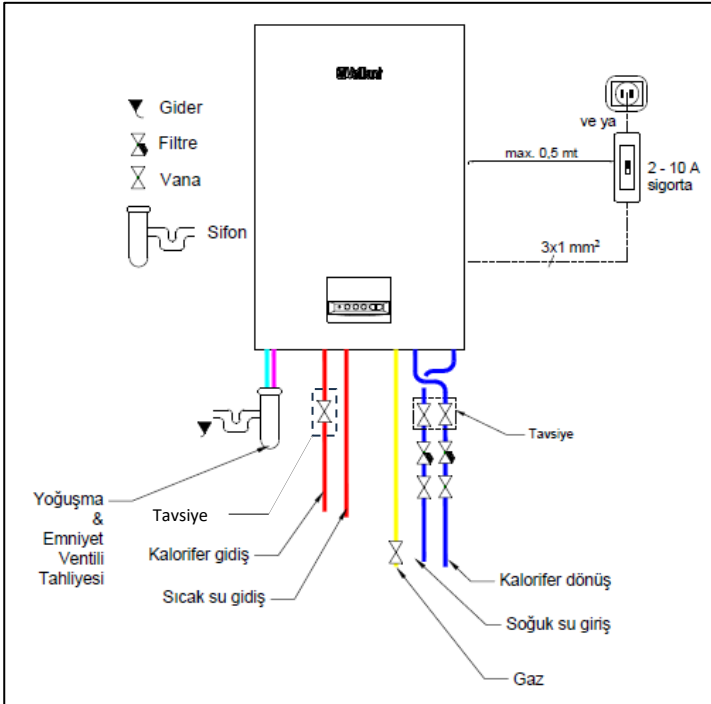 Vaillant
Gider
Filtre
Vana
Sifon
ve ya
max. 0,5 mt
2 - 10 A
sigorta
3x1 mm²
Tavsiye
Yoğuşma
&
Emniyet
Ventili
Tahliyesi
Tavsiye
Kalorifer gidiş
Sıcak su gidiş
Kalorifer dönüş
Soğuk su giriş
Gaz